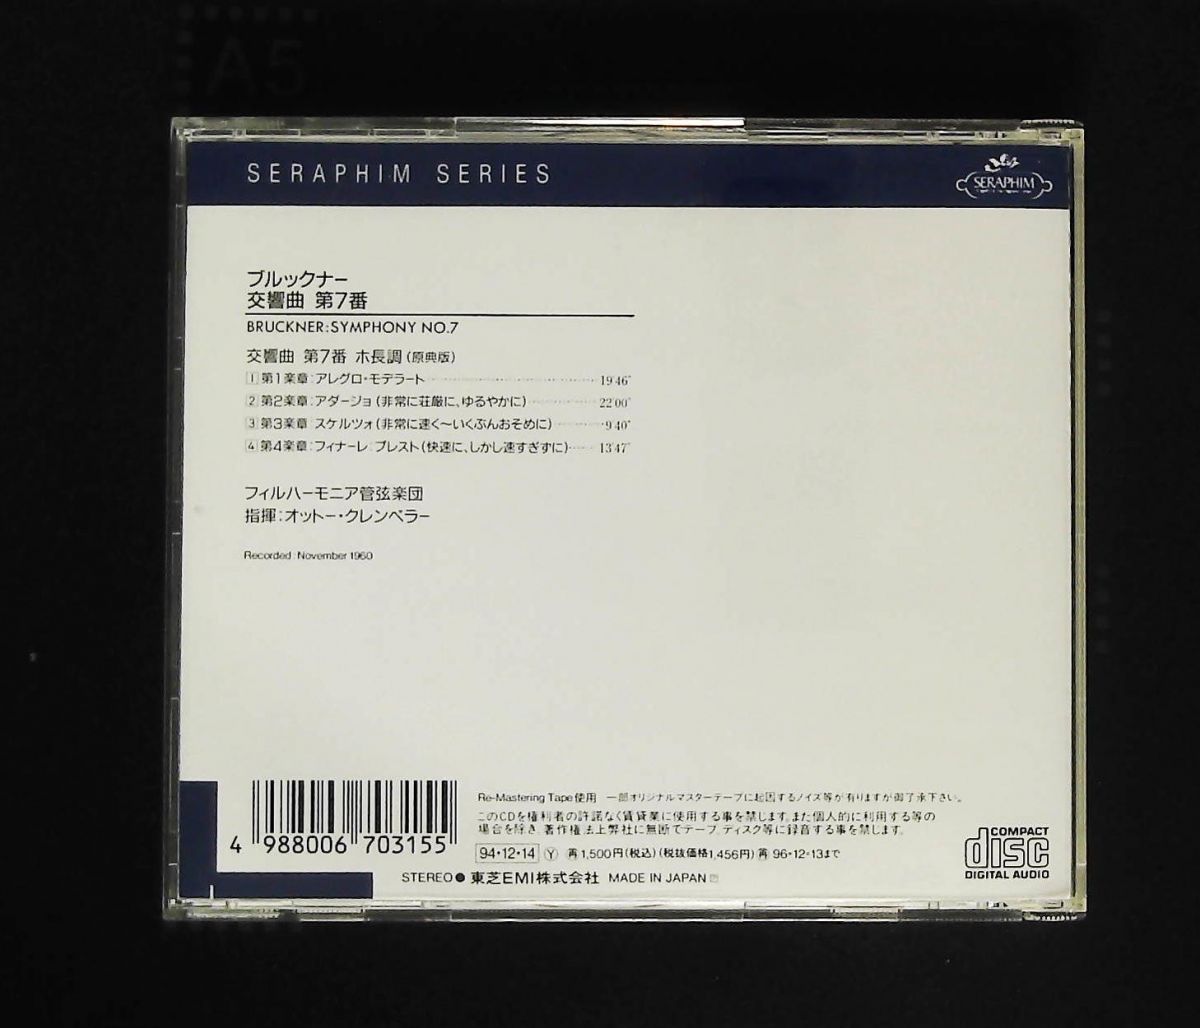 A5
SERAPHIM SERIES
SERAPHIM
ブルックナー
交響曲 第7番
BRUCKNER:SYMPHONY NO.7
交響曲 第7番 ホ長調(原典版)
1 第1楽章:アレグロ・モデラート 19'46"
2 第2楽章:アダージョ(非常に荘厳に、ゆるやかに) 22'00"
3 第3楽章:スケルツォ(非常に速く〜いくぶんおそめに) 9'40"
4 第4楽章:フィナーレ:プレスト(快速に、しかし速すぎずに) 13'47"
フィルハーモニア管弦楽団
指揮:オットー・クレンペラー
Recorded:November 1960
Re-Mastering Tape使用 一部オリジナルマスターテープに起因するノイズ等が有りますが御了承下さい。
このCDを権利者の許諾なく賃貸業に使用する事を禁じます。また個人的に利用する等の
場合を除き、著作権法上弊社に無断でテープ、ディスク等に録音する事を禁じます。
4 988006 703155
94・12・14 Y 再1,500円(税込)(税抜価格1,456円) 再96・12・13まで
STEREO● 東芝EMI株式会社 MADE IN JAPAN
COMPACT
disc
DIGITAL AUDIO